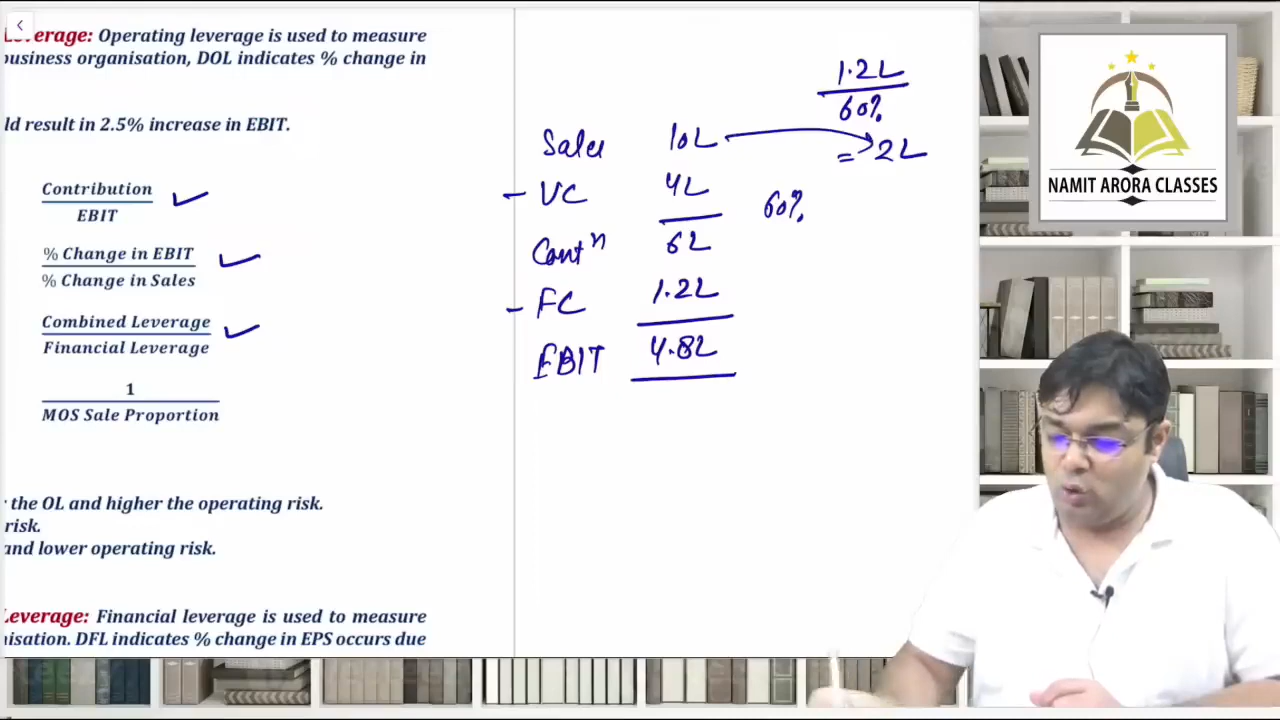 Leverage: Operating leverage is used to measure
business organisation, DOL indicates % change in
ld result in 2.5% increase in EBIT.
Contribution
EBIT
% Change in EBIT
% Change in Sales
Combined Leverage
Financial Leverage
1
MOS Sale Proportion
the OL and higher the operating risk.
risk.
and lower operating risk.
Leverage: Financial leverage is used to measure
nisation. DFL indicates % change in EPS occurs due
1.2L
60%
= 2L
Sales 10L
- VC 4L
60%
Contⁿ 6L
- FC 1.2L
EBIT 4.8L
NAMIT ARORA CLASSES